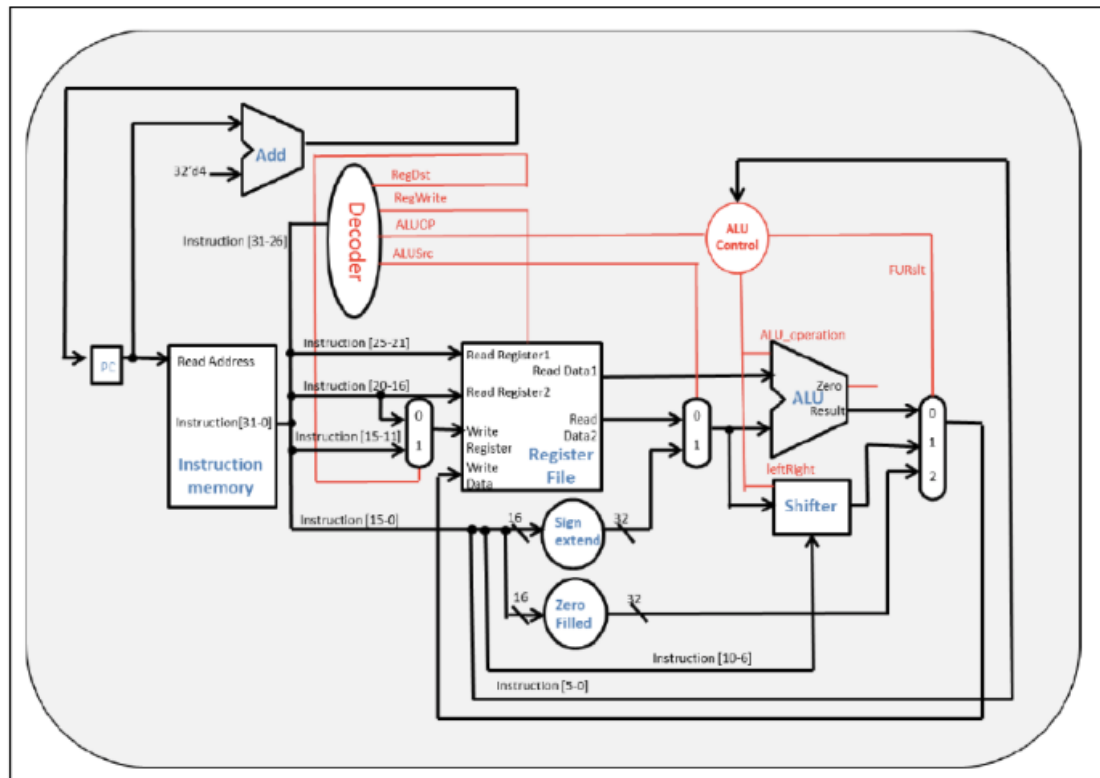 Add
32'd4
RegDst
RegWrite
ALUOP
ALUSrc
Decoder
Instruction [31-26]
ALU
Control
FURslt
ALU_operation
PC
Read Address
Instruction[31-0]
Instruction
memory
Instruction [25-21]
Instruction [20-16]
Instruction [15-11]
Instruction [15-0]
0
1
Read Register1
Read Data1
Read Register2
Write
Register
Write
Data
Read
Data2
Register
File
0
1
Zero
ALU
Result
0
1
2
leftRight
Shifter
16
Sign
extend
32
16
Zero
Filled
32
Instruction [10-6]
Instruction [5-0]